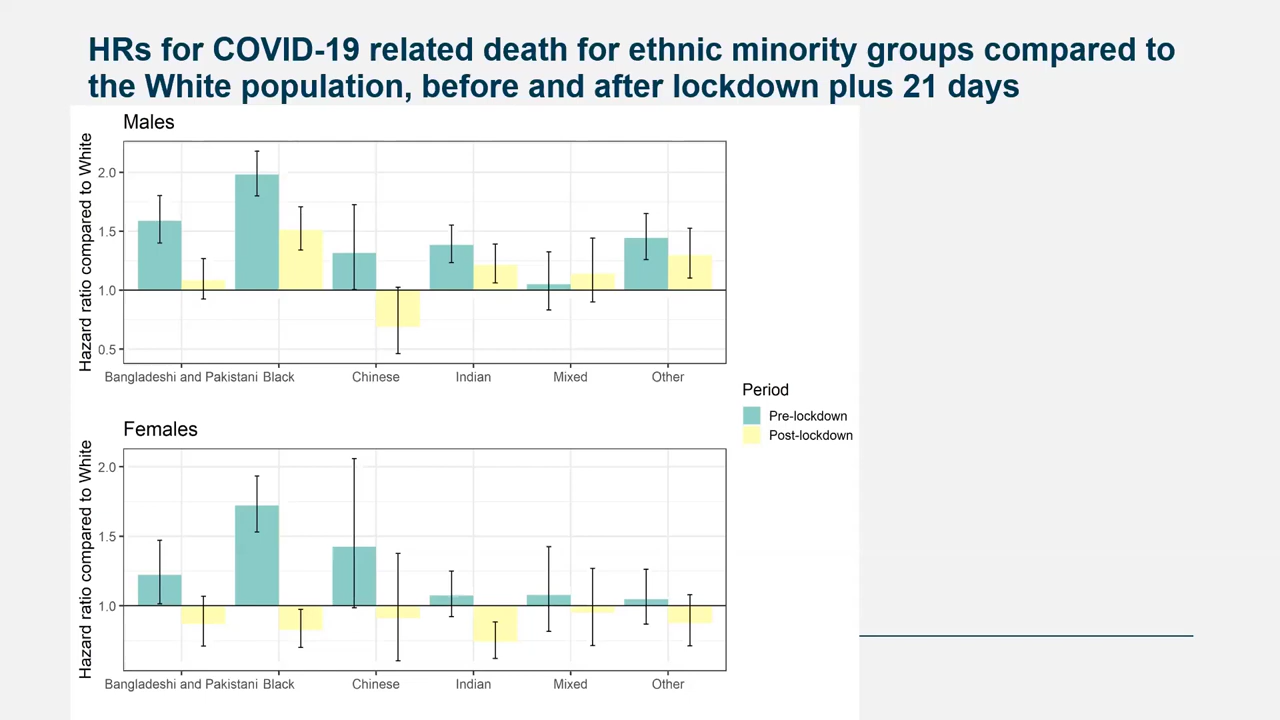 HRs for COVID-19 related death for ethnic minority groups compared to
the White population, before and after lockdown plus 21 days
Males
Hazard ratio compared to White
2.0
1.5
1.0
0.5
Bangladeshi and Pakistani Black Chinese Indian Mixed Other
Period
Pre-lockdown
Post-lockdown
Females
Hazard ratio compared to White
2.0
1.5
1.0
Bangladeshi and Pakistani Black Chinese Indian Mixed Other